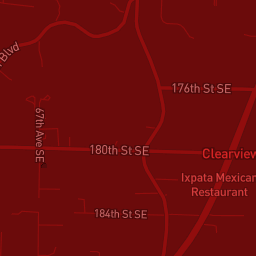 Blvd
176th St SE
67th Ave SE
180th St SE
Clearview
Ixpata Mexican
Restaurant
184th St SE